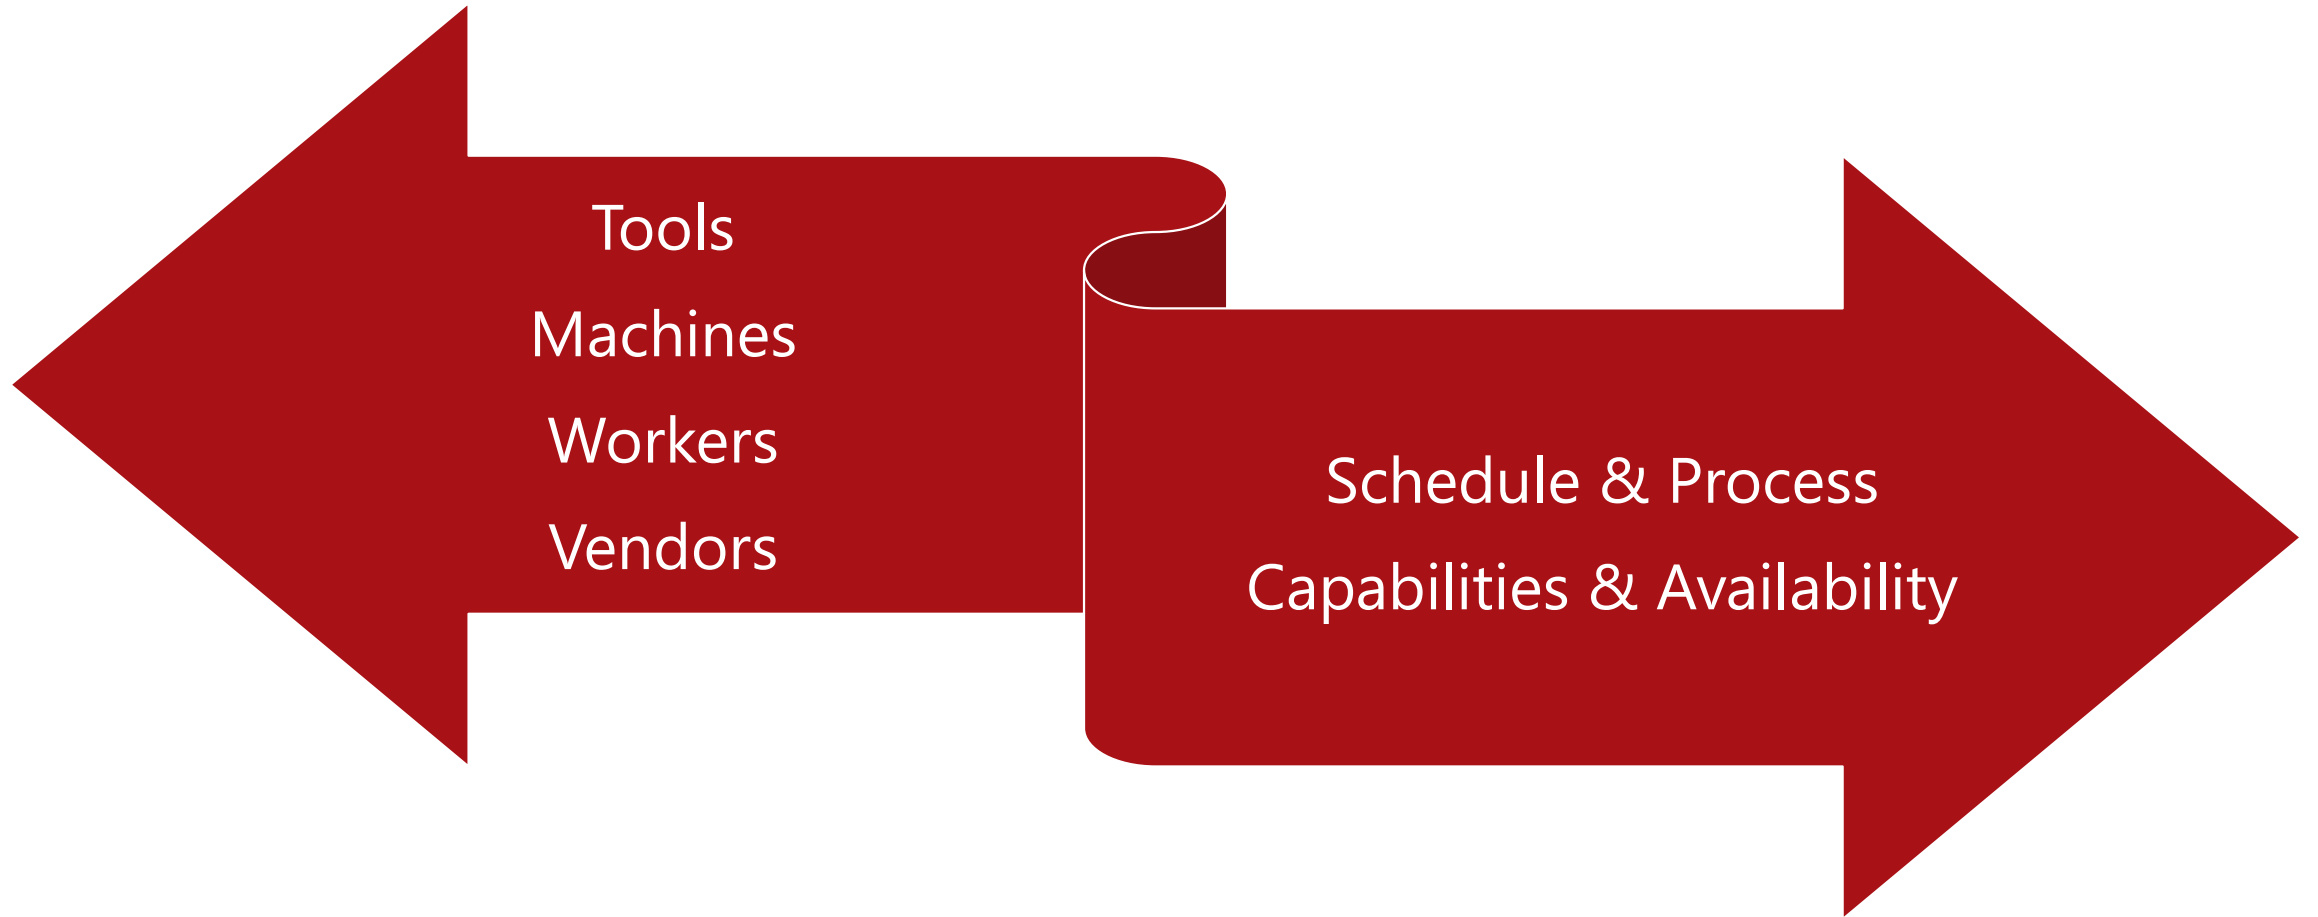 Tools
Machines
Workers
Vendors
Schedule & Process
Capabilities & Availability